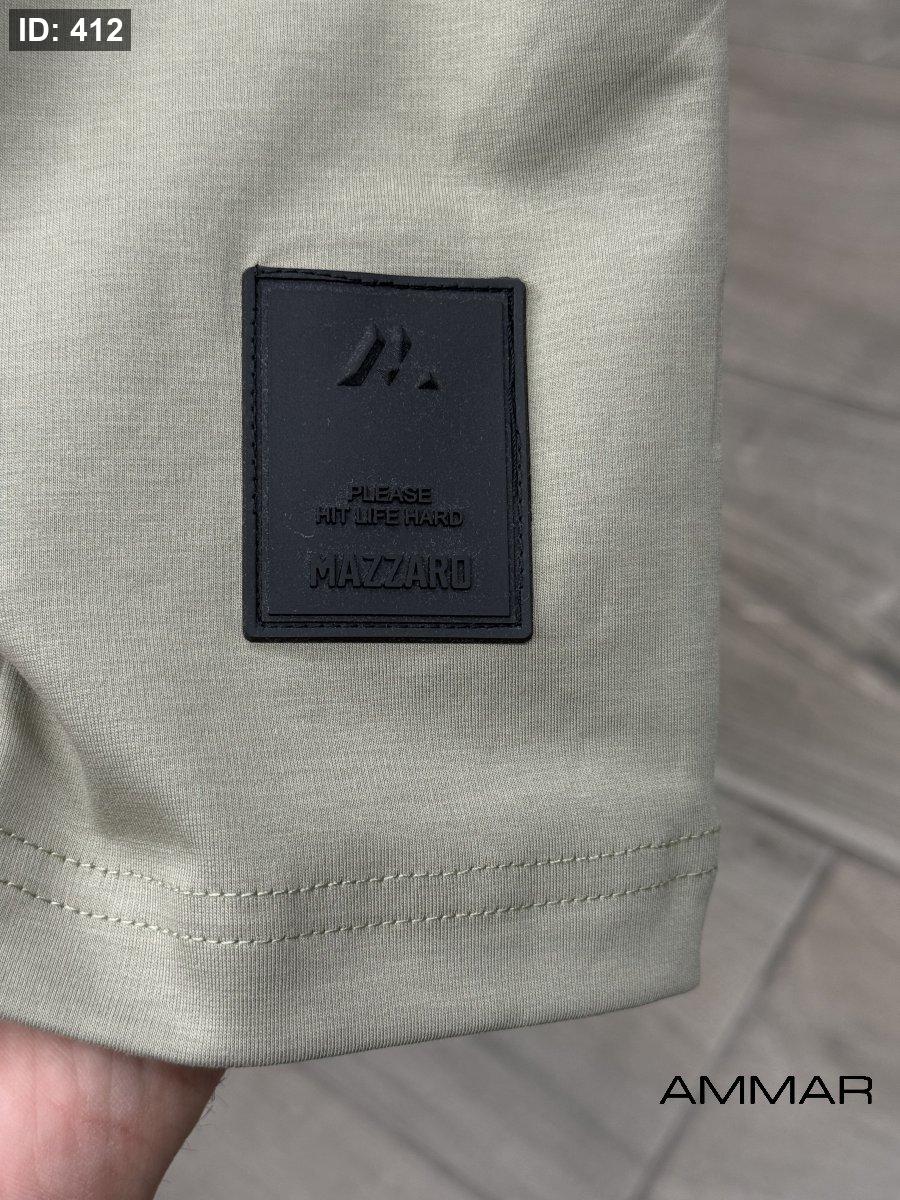 ID: 412
PLEASE
HIT LIFE HARD
MAZZARO
AMMAR